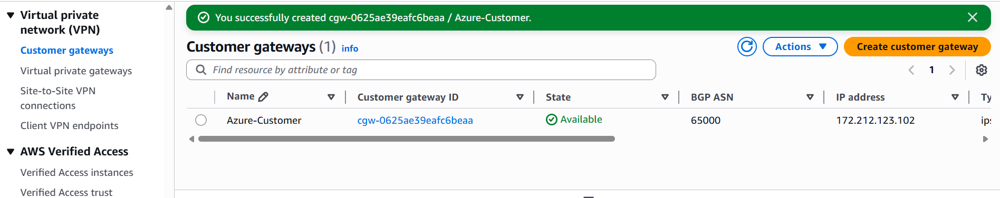 Virtual private
network (VPN)
Customer gateways
Virtual private gateways
Site-to-Site VPN
connections
Client VPN endpoints
AWS Verified Access
Verified Access instances
Verified Access trust
You successfully created cgw-0625ae39eafc6beaa / Azure-Customer.
Customer gateways (1) info
Actions
Create customer gateway
Find resource by attribute or tag
1
Name Customer gateway ID State BGP ASN IP address Ty
Azure-Customer cgw-0625ae39eafc6beaa Available 65000 172.212.123.102 ips